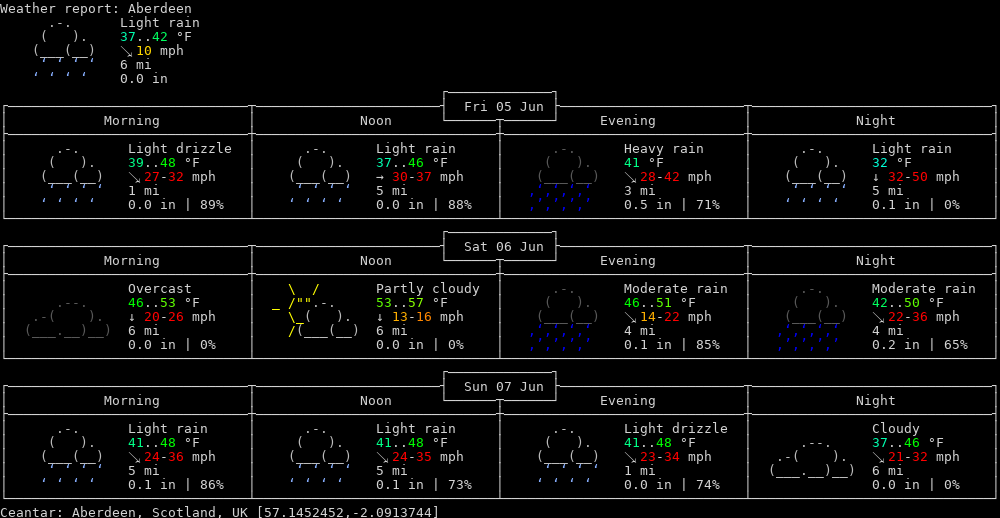 Weather report: Aberdeen
Light rain
37..42 °F
↘ 10 mph
6 mi
0.0 in
Fri 05 Jun
Morning Noon Evening Night
Light drizzle Light rain Heavy rain Light rain
39..48 °F 37..46 °F 41 °F 32 °F
↘ 27-32 mph → 30-37 mph ↘ 28-42 mph ↓ 32-50 mph
1 mi 5 mi 3 mi 5 mi
0.0 in | 89% 0.0 in | 88% 0.5 in | 71% 0.1 in | 0%
Sat 06 Jun
Morning Noon Evening Night
Overcast Partly cloudy Moderate rain Moderate rain
46..53 °F 53..57 °F 46..51 °F 42..50 °F
↓ 20-26 mph ↓ 13-16 mph ↘ 14-22 mph ↘ 22-36 mph
6 mi 6 mi 4 mi 4 mi
0.0 in | 0% 0.0 in | 0% 0.1 in | 85% 0.2 in | 65%
Sun 07 Jun
Morning Noon Evening Night
Light rain Light rain Light drizzle Cloudy
41..48 °F 41..48 °F 41..48 °F 37..46 °F
↘ 24-36 mph ↘ 24-35 mph ↘ 23-34 mph ↘ 21-32 mph
5 mi 5 mi 1 mi 6 mi
0.1 in | 86% 0.1 in | 73% 0.0 in | 74% 0.0 in | 0%
Ceantar: Aberdeen, Scotland, UK [57.1452452,-2.0913744]